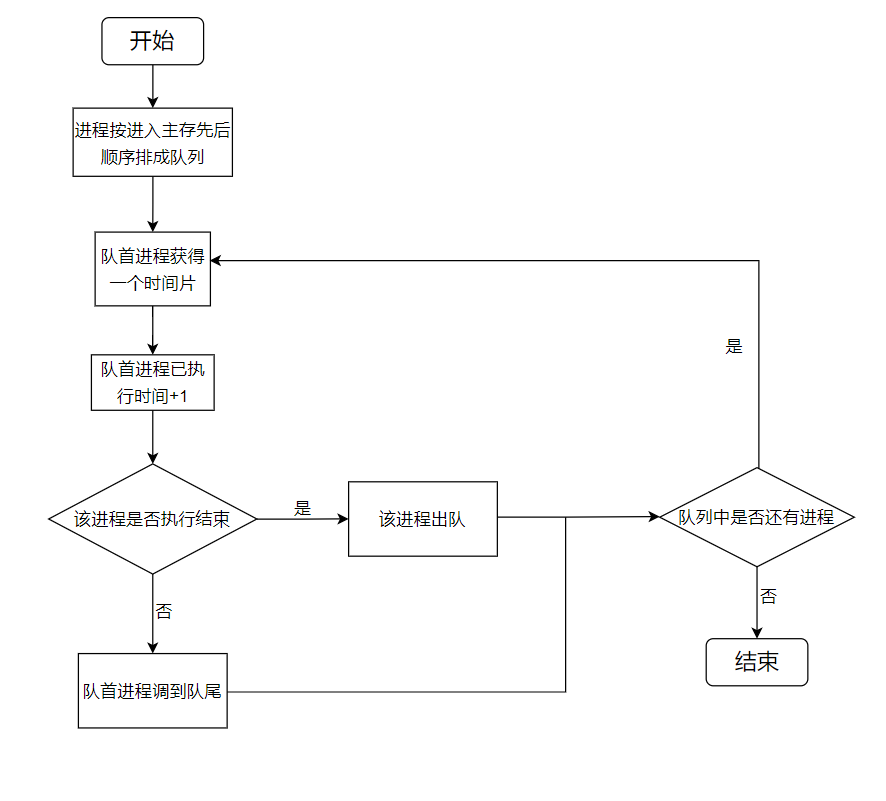 开始
进程按进入主存先后
顺序排成队列
队首进程获得
一个时间片
是
队首进程已执
行时间+1
该进程是否执行结束
是
该进程出队
队列中是否还有进程
否
否
队首进程调到队尾
结束